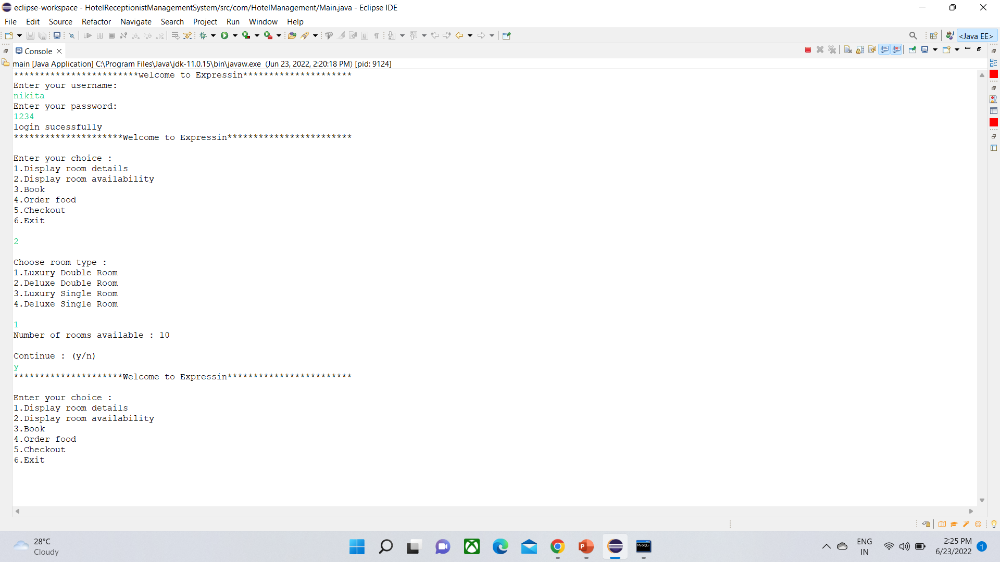 eclipse-workspace - HotelReceptionistManagementSystem/src/com/HotelManagement/Main.java - Eclipse IDE
File Edit Source Refactor Navigate Search Project Run Window Help
<Java EE>
Console
main [Java Application] C:\Program Files\Java\jdk-11.0.15\bin\javaw.exe (Jun 23, 2022, 2:20:18 PM) [pid: 9124]
************************welcome to Expressin*********************
Enter your username:
nikita
Enter your password:
1234
login sucessfully
*********************Welcome to Expressin************************
Enter your choice :
1.Display room details
2.Display room availability
3.Book
4.Order food
5.Checkout
6.Exit
2
Choose room type :
1.Luxury Double Room
2.Deluxe Double Room
3.Luxury Single Room
4.Deluxe Single Room
1
Number of rooms available : 10
Continue : (y/n)
y
*********************Welcome to Expressin************************
Enter your choice :
1.Display room details
2.Display room availability
3.Book
4.Order food
5.Checkout
6.Exit
28°C
Cloudy
MySQL
ENG
IN
2:25 PM
6/23/2022
1